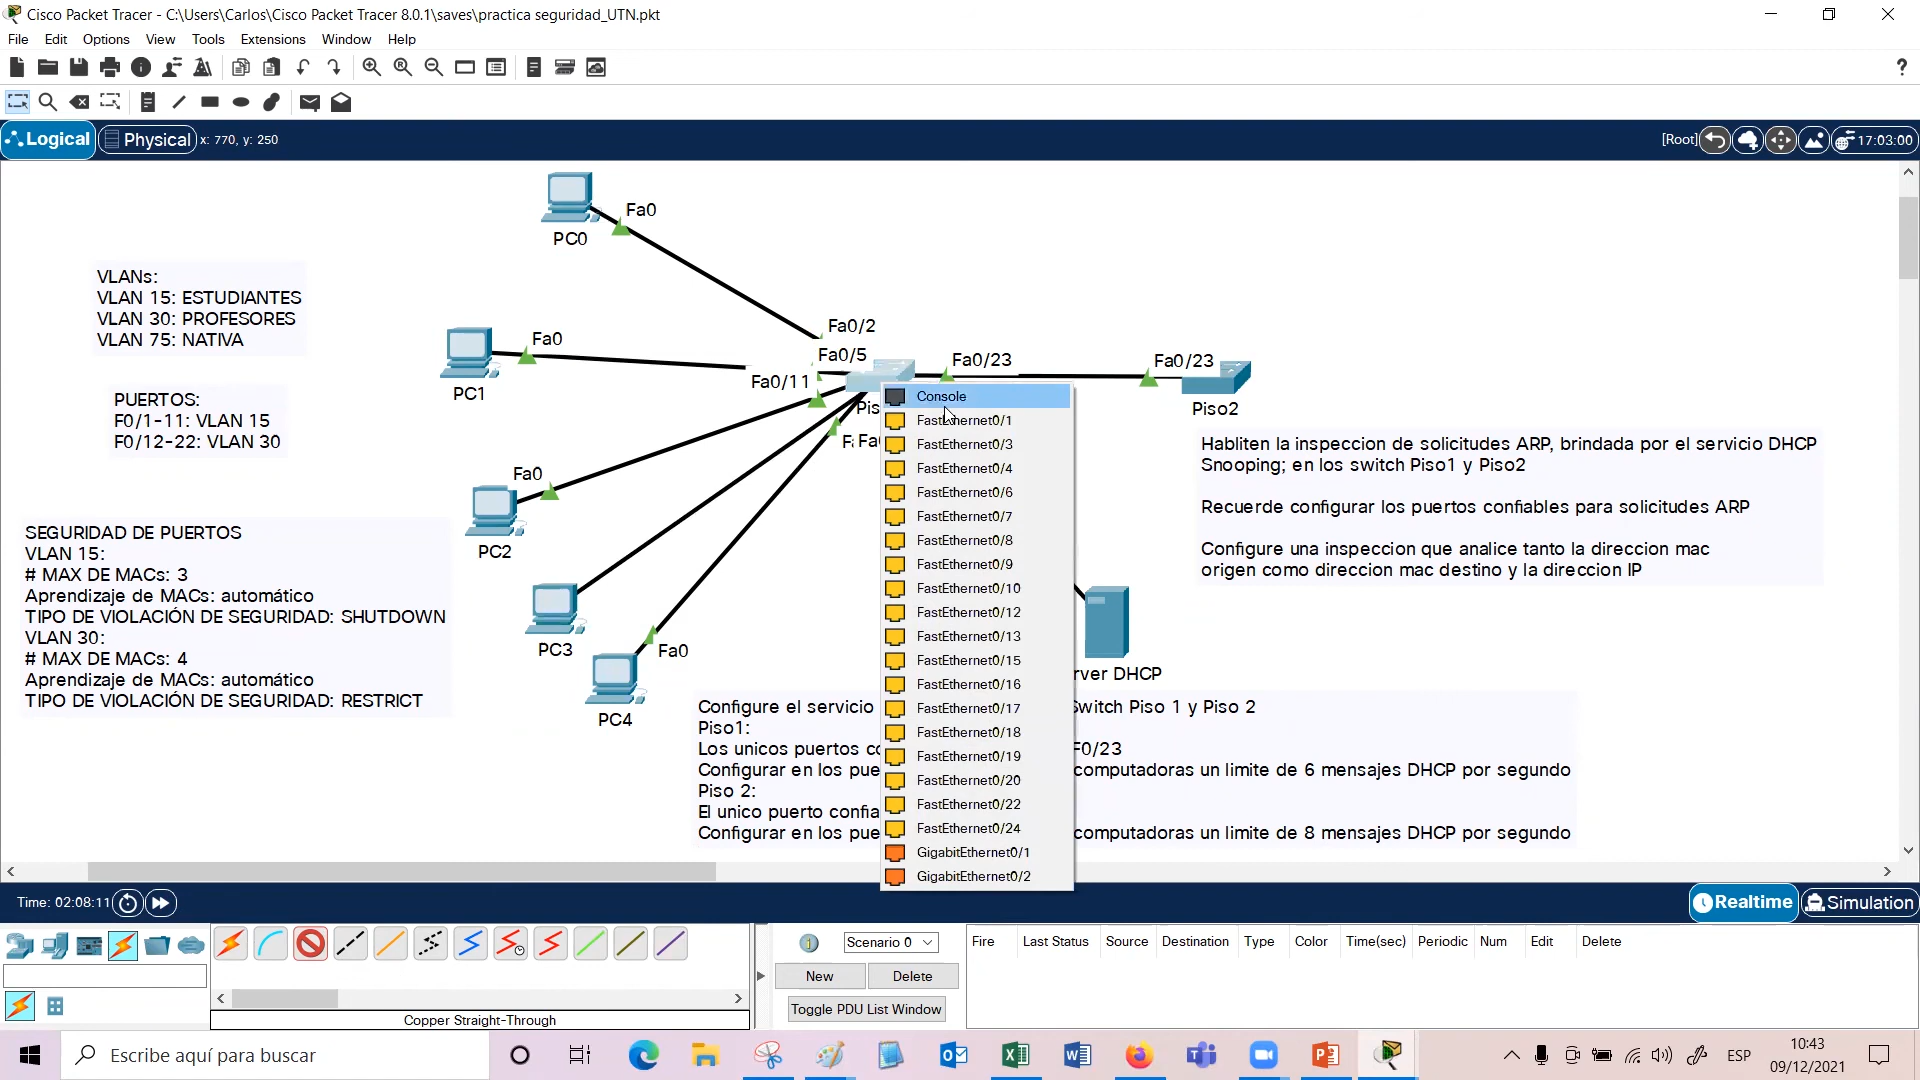 Cisco Packet Tracer - C:\Users\Carlos\Cisco Packet Tracer 8.0.1\saves\practica seguridad_UTN.pkt
File Edit Options View Tools Extensions Window Help
?
Logical Physical x: 770, y: 250
[Root] 17:03:00
Fa0
PC0
VLANs:
VLAN 15: ESTUDIANTES
VLAN 30: PROFESORES
VLAN 75: NATIVA
Fa0/2
Fa0
Fa0/5
Fa0/23
Fa0/23
Fa0/11
PC1
Piso2
PUERTOS:
F0/1-11: VLAN 15
F0/12-22: VLAN 30
Console
FastEthernet0/1
FastEthernet0/3
FastEthernet0/4
FastEthernet0/6
FastEthernet0/7
FastEthernet0/8
FastEthernet0/9
FastEthernet0/10
FastEthernet0/12
FastEthernet0/13
FastEthernet0/15
FastEthernet0/16
FastEthernet0/17
FastEthernet0/18
FastEthernet0/19
FastEthernet0/20
FastEthernet0/22
FastEthernet0/24
GigabitEthernet0/1
GigabitEthernet0/2
Habliten la inspeccion de solicitudes ARP, brindada por el servicio DHCP
Snooping; en los switch Piso1 y Piso2
Recuerde configurar los puertos confiables para solicitudes ARP
Configure una inspeccion que analice tanto la direccion mac
origen como direccion mac destino y la direccion IP
Fa0
PC2
SEGURIDAD DE PUERTOS
VLAN 15:
# MAX DE MACs: 3
Aprendizaje de MACs: automático
TIPO DE VIOLACIÓN DE SEGURIDAD: SHUTDOWN
VLAN 30:
# MAX DE MACs: 4
Aprendizaje de MACs: automático
TIPO DE VIOLACIÓN DE SEGURIDAD: RESTRICT
PC3
Fa0
PC4
rver DHCP
Configure el servicio Switch Piso 1 y Piso 2
Piso1:
Los unicos puertos co F0/23
Configurar en los pue computadoras un limite de 6 mensajes DHCP por segundo
Piso 2:
El unico puerto confia
Configurar en los pue computadoras un limite de 8 mensajes DHCP por segundo
Time: 02:08:11
Realtime Simulation
Scenario 0
New Delete
Toggle PDU List Window
Fire Last Status Source Destination Type Color Time(sec) Periodic Num Edit Delete
Copper Straight-Through
Escribe aquí para buscar
ESP
10:43
09/12/2021